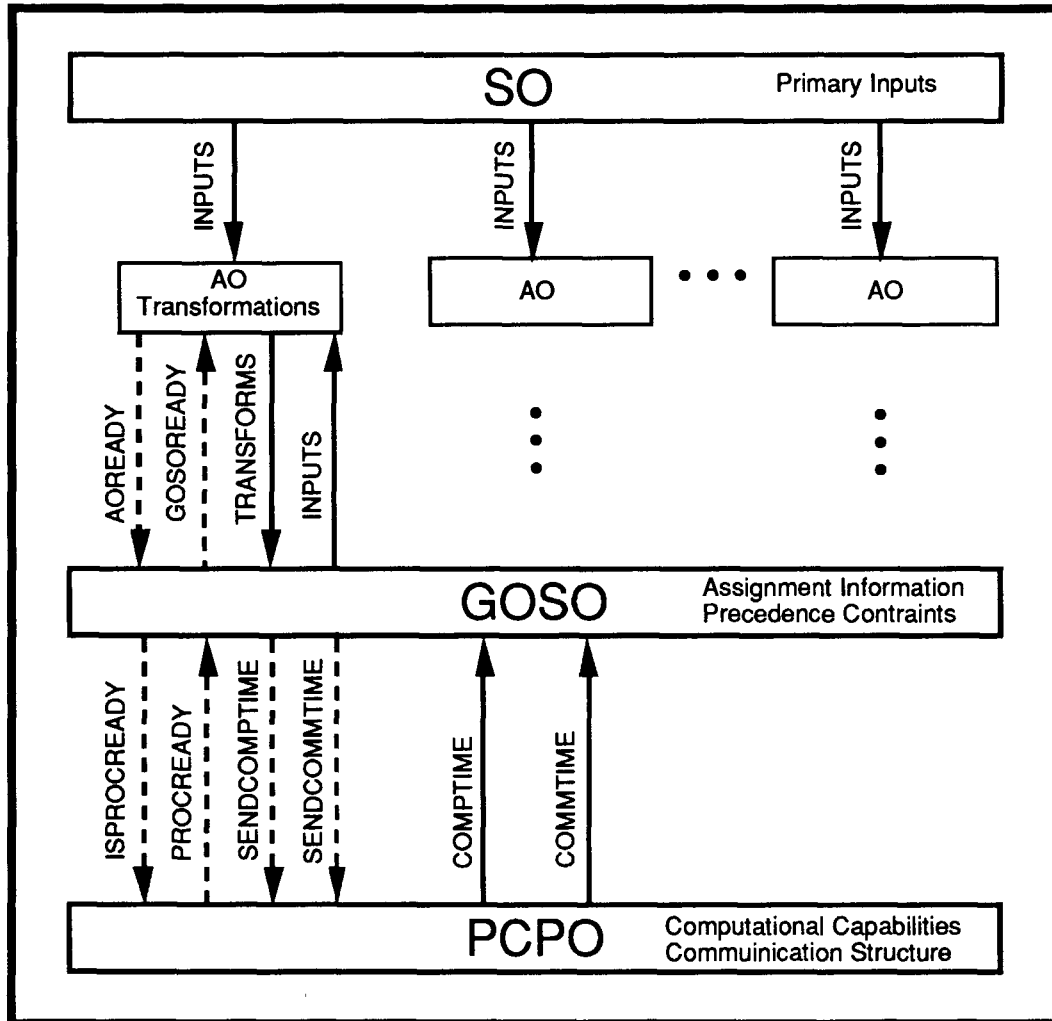 SO
Primary Inputs
INPUTS
INPUTS
INPUTS
AO
Transformations
AO
AO
AOREADY
GOSOREADY
TRANSFORMS
INPUTS
GOSO
Assignment Information
Precedence Contraints
ISPROCREADY
PROCREADY
SENDCOMPTIME
SENDCOMMTIME
COMPTIME
COMMTIME
PCPO
Computational Capabilities
Commuinication Structure